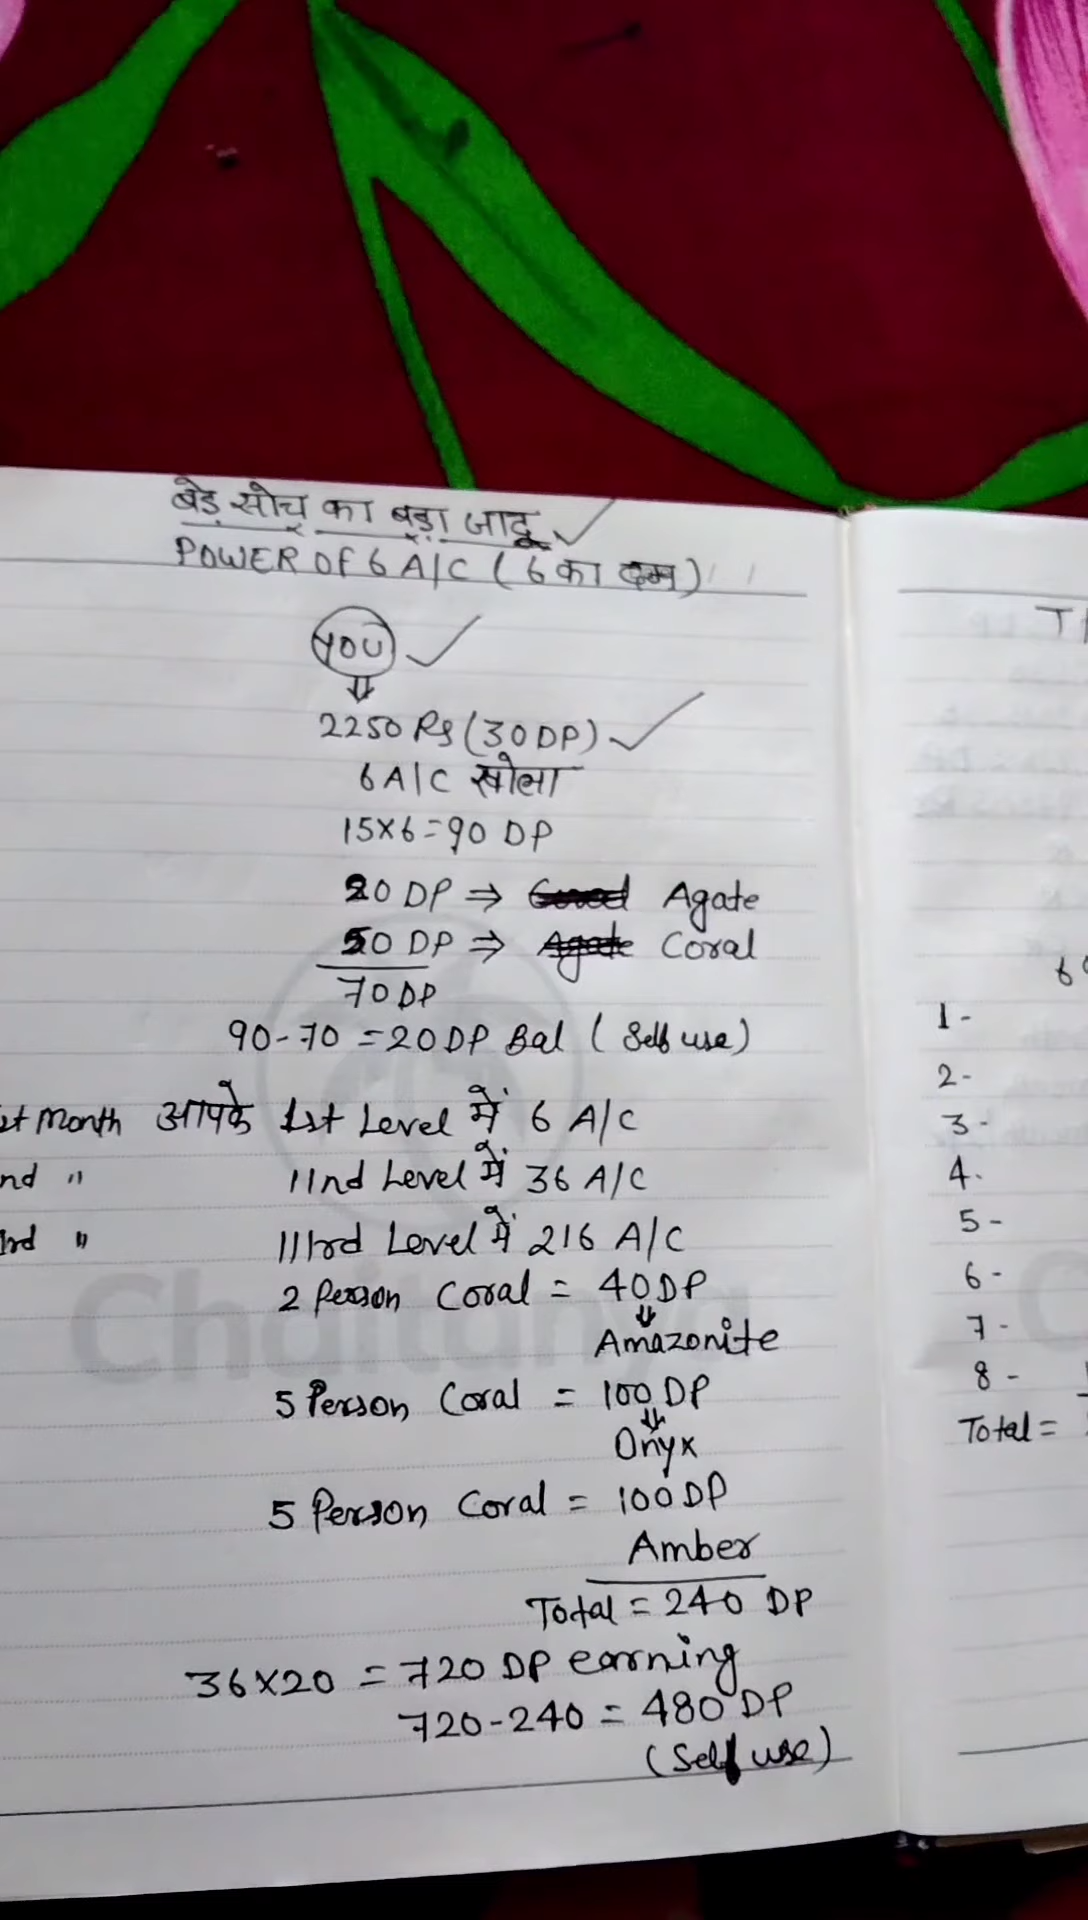 बड़े सोच का बड़ा जादू
POWER OF 6 A/C (6 का दम)
YOU
⇓
2250 Rs (30 DP)
6 A/C खोला
15×6=90 DP
20 DP ⇒ Agate
50 DP ⇒ Coral
70 DP
90-70 =20 DP Bal (Self use)
st Month आपके 1st Level में 6 A/C
nd " IInd Level में 36 A/C
IIrd " IIIrd Level में 216 A/C
2 Person Coral = 40 DP
⇓
Amazonite
5 Person Coral = 100 DP
⇓
Onyx
5 Person Coral = 100 DP
Amber
Total = 240 DP
36×20 = 720 DP earning
720-240 = 480 DP
(Self use)
Chaitanya
1-
2-
3-
4.
5-
6-
7-
8-
Total =